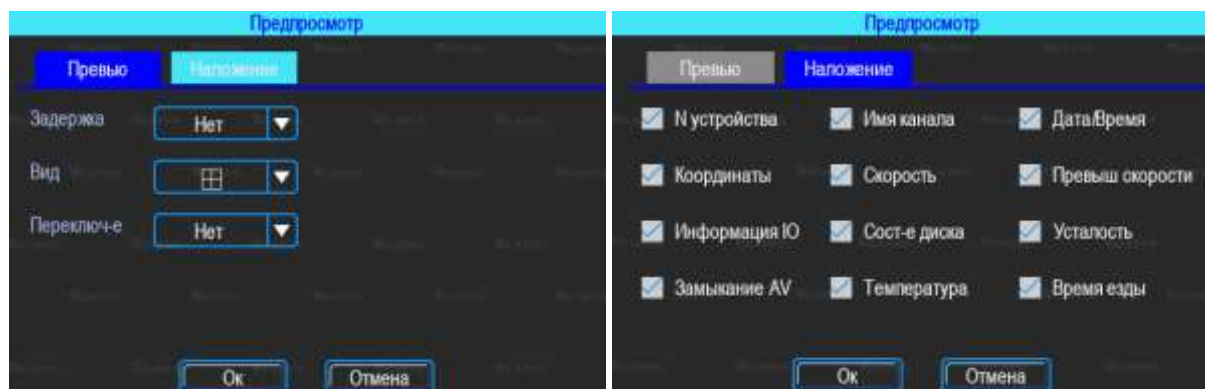 Предпросмотр
Превью Наложение
Задержка Нет
Вид
Переключ-е Нет
Ок Отмена
Предпросмотр
Превью Наложение
N устройства Имя канала Дата/Время
Координаты Скорость Превыш скорости
Информация IO Сост-е диска Усталость
Замыкание AV Температура Время езды
Ок Отмена